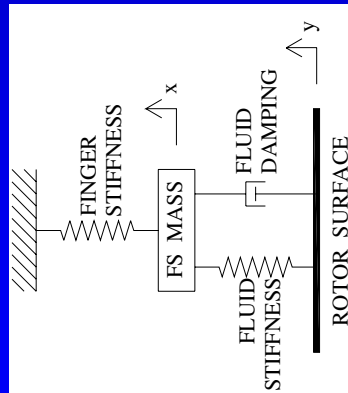 FINGER
STIFFNESS
x
y
FS MASS
FLUID
STIFFNESS
FLUID
DAMPING
ROTOR SURFACE